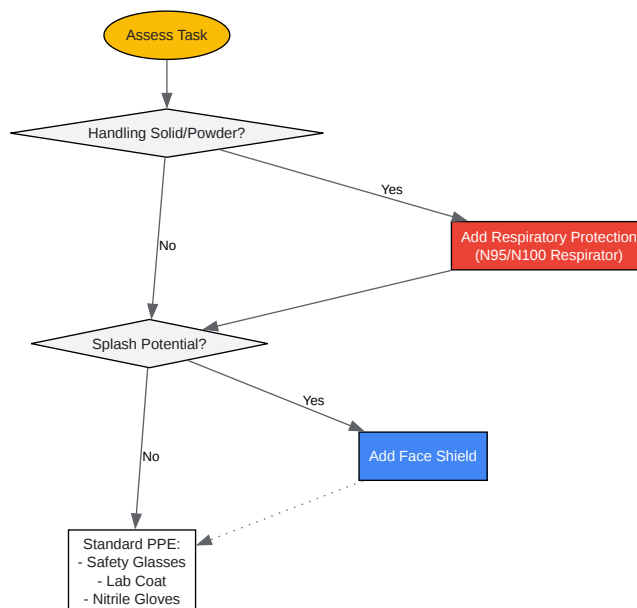 Assess Task
Handling Solid/Powder?
Yes
No
Add Respiratory Protection
(N95/N100 Respirator)
Splash Potential?
Yes
No
Add Face Shield
Standard PPE:
- Safety Glasses
- Lab Coat
- Nitrile Gloves